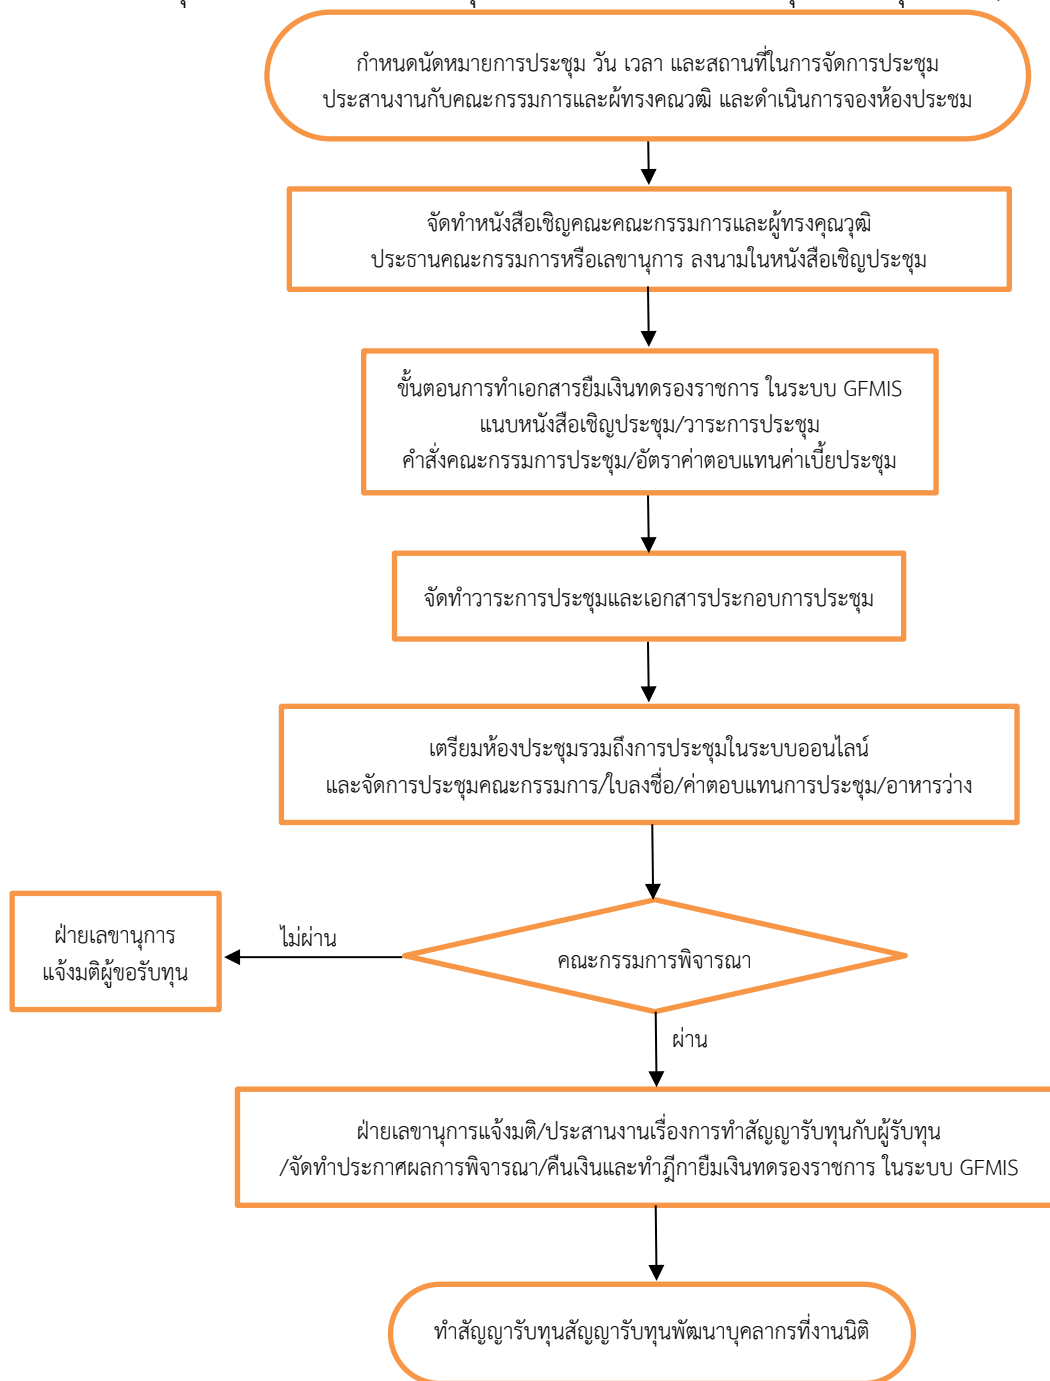 กำหนดนัดหมายการประชุม วัน เวลา และสถานที่ในการจัดการประชุม
ประสานงานกับคณะกรรมการและผู้ทรงคุณวุฒิ และดำเนินการจองห้องประชุม
จัดทำหนังสือเชิญคณะคณะกรรมการและผู้ทรงคุณวุฒิ
ประธานคณะกรรมการหรือเลขานุการ ลงนามในหนังสือเชิญประชุม
ขั้นตอนการทำเอกสารยืมเงินทดรองราชการ ในระบบ GFMIS
แนบหนังสือเชิญประชุม/วาระการประชุม
คำสั่งคณะกรรมการประชุม/อัตราค่าตอบแทนค่าเบี้ยประชุม
จัดทำวาระการประชุมและเอกสารประกอบการประชุม
เตรียมห้องประชุมรวมถึงการประชุมในระบบออนไลน์
และจัดการประชุมคณะกรรมการ/ใบลงชื่อ/ค่าตอบแทนการประชุม/อาหารว่าง
ฝ่ายเลขานุการ
แจ้งมติผู้ขอรับทุน
ไม่ผ่าน
คณะกรรมการพิจารณา
ผ่าน
ฝ่ายเลขานุการแจ้งมติ/ประสานงานเรื่องการทำสัญญารับทุนกับผู้รับทุน
/จัดทำประกาศผลการพิจารณา/คืนเงินและทำฎีกายืมเงินทดรองราชการ ในระบบ GFMIS
ทำสัญญารับทุนสัญญารับทุนพัฒนาบุคลากรที่งานนิติ